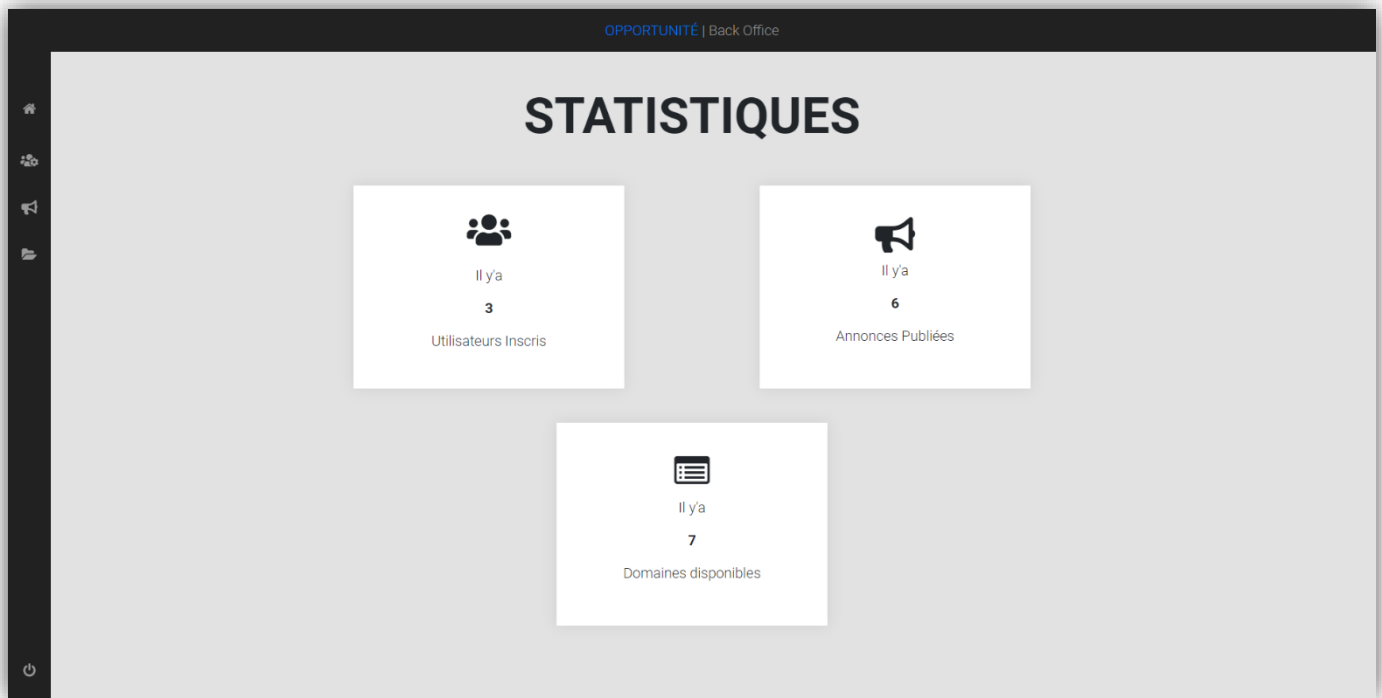 OPPORTUNITÉ | Back Office
STATISTIQUES
Il y'a
3
Utilisateurs Inscris
Il y'a
6
Annonces Publiées
Il y'a
7
Domaines disponibles